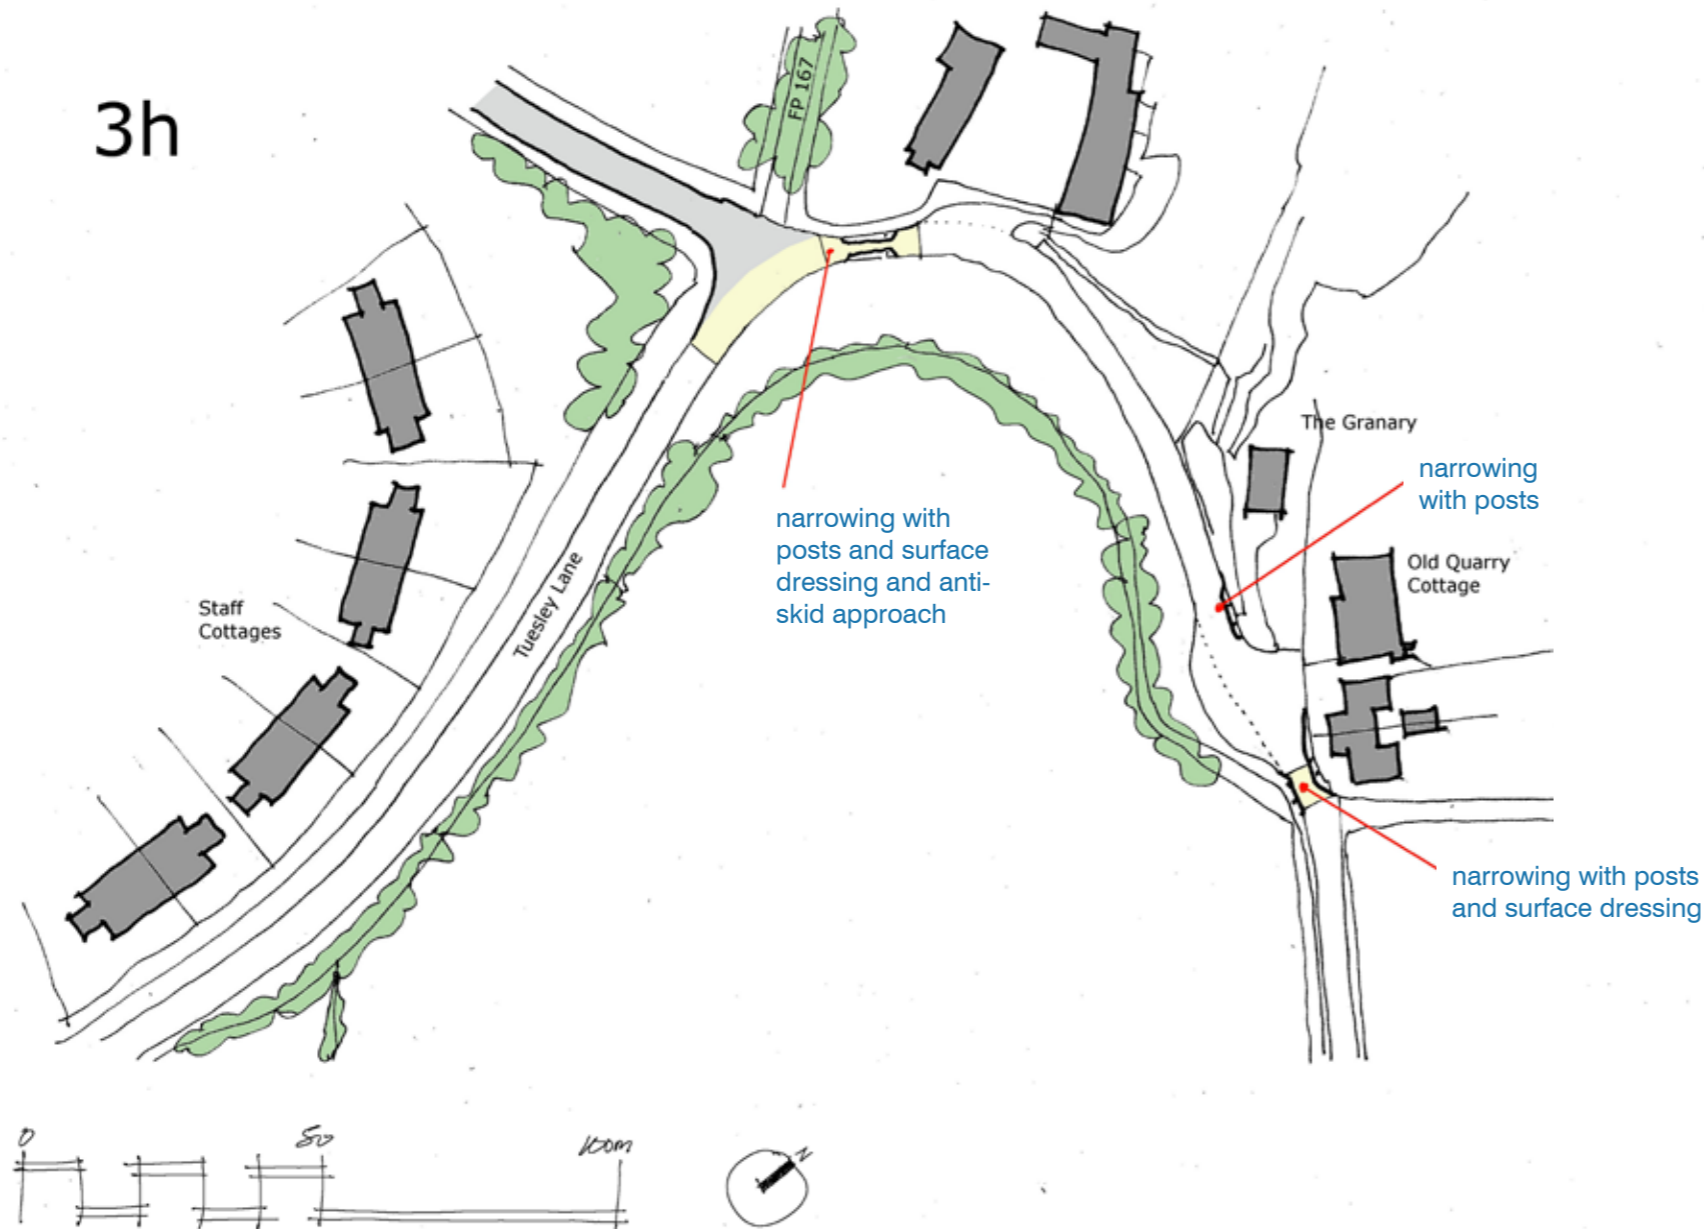 3h
FP 167
The Granary
narrowing
with posts
narrowing with
posts and surface
dressing and anti-
skid approach
Old Quarry
Cottage
Staff
Cottages
Tuesley Lane
narrowing with posts
and surface dressing
0 50 100m
N